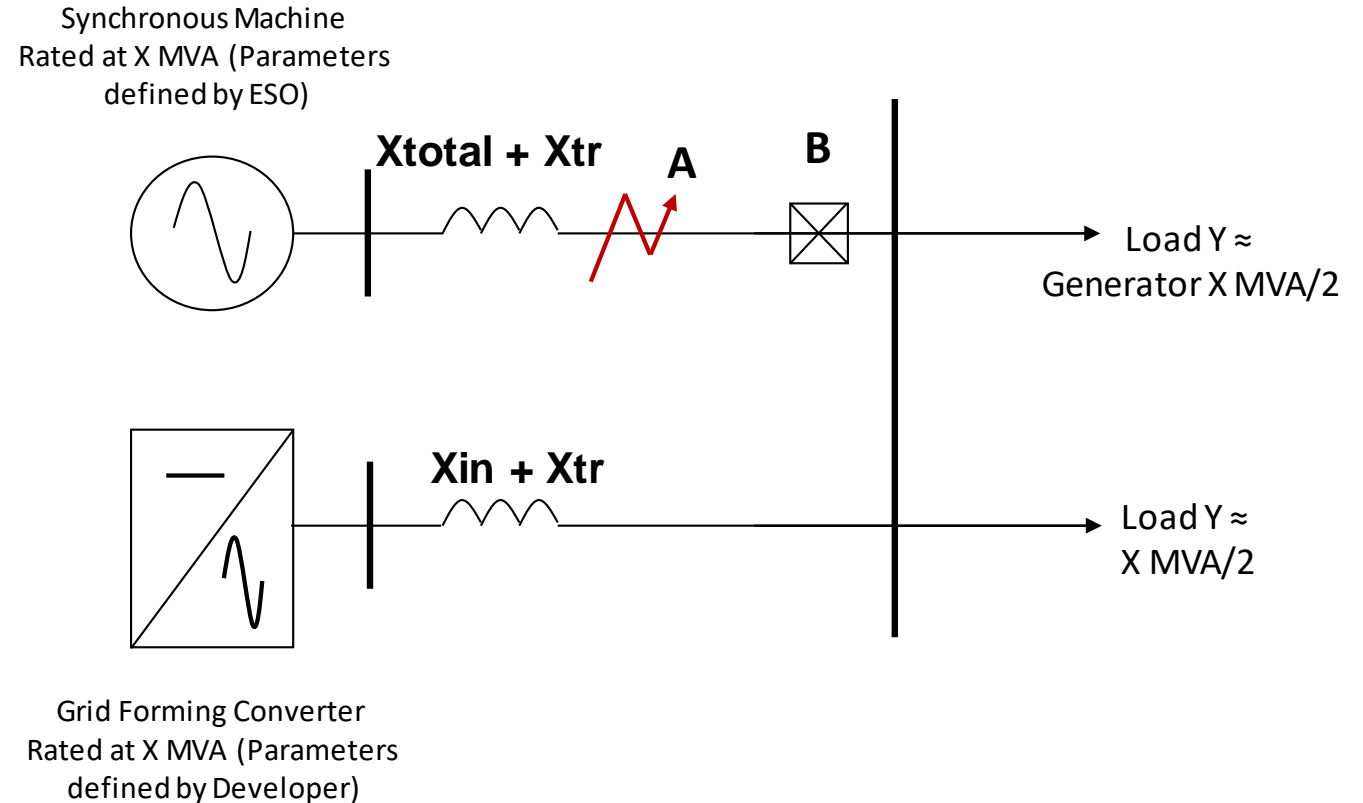 Synchronous Machine
Rated at X MVA (Parameters
defined by ESO)
Xtotal + Xtr
A
B
Load Y ≈
Generator X MVA/2
Xin + Xtr
Load Y ≈
X MVA/2
Grid Forming Converter
Rated at X MVA (Parameters
defined by Developer)